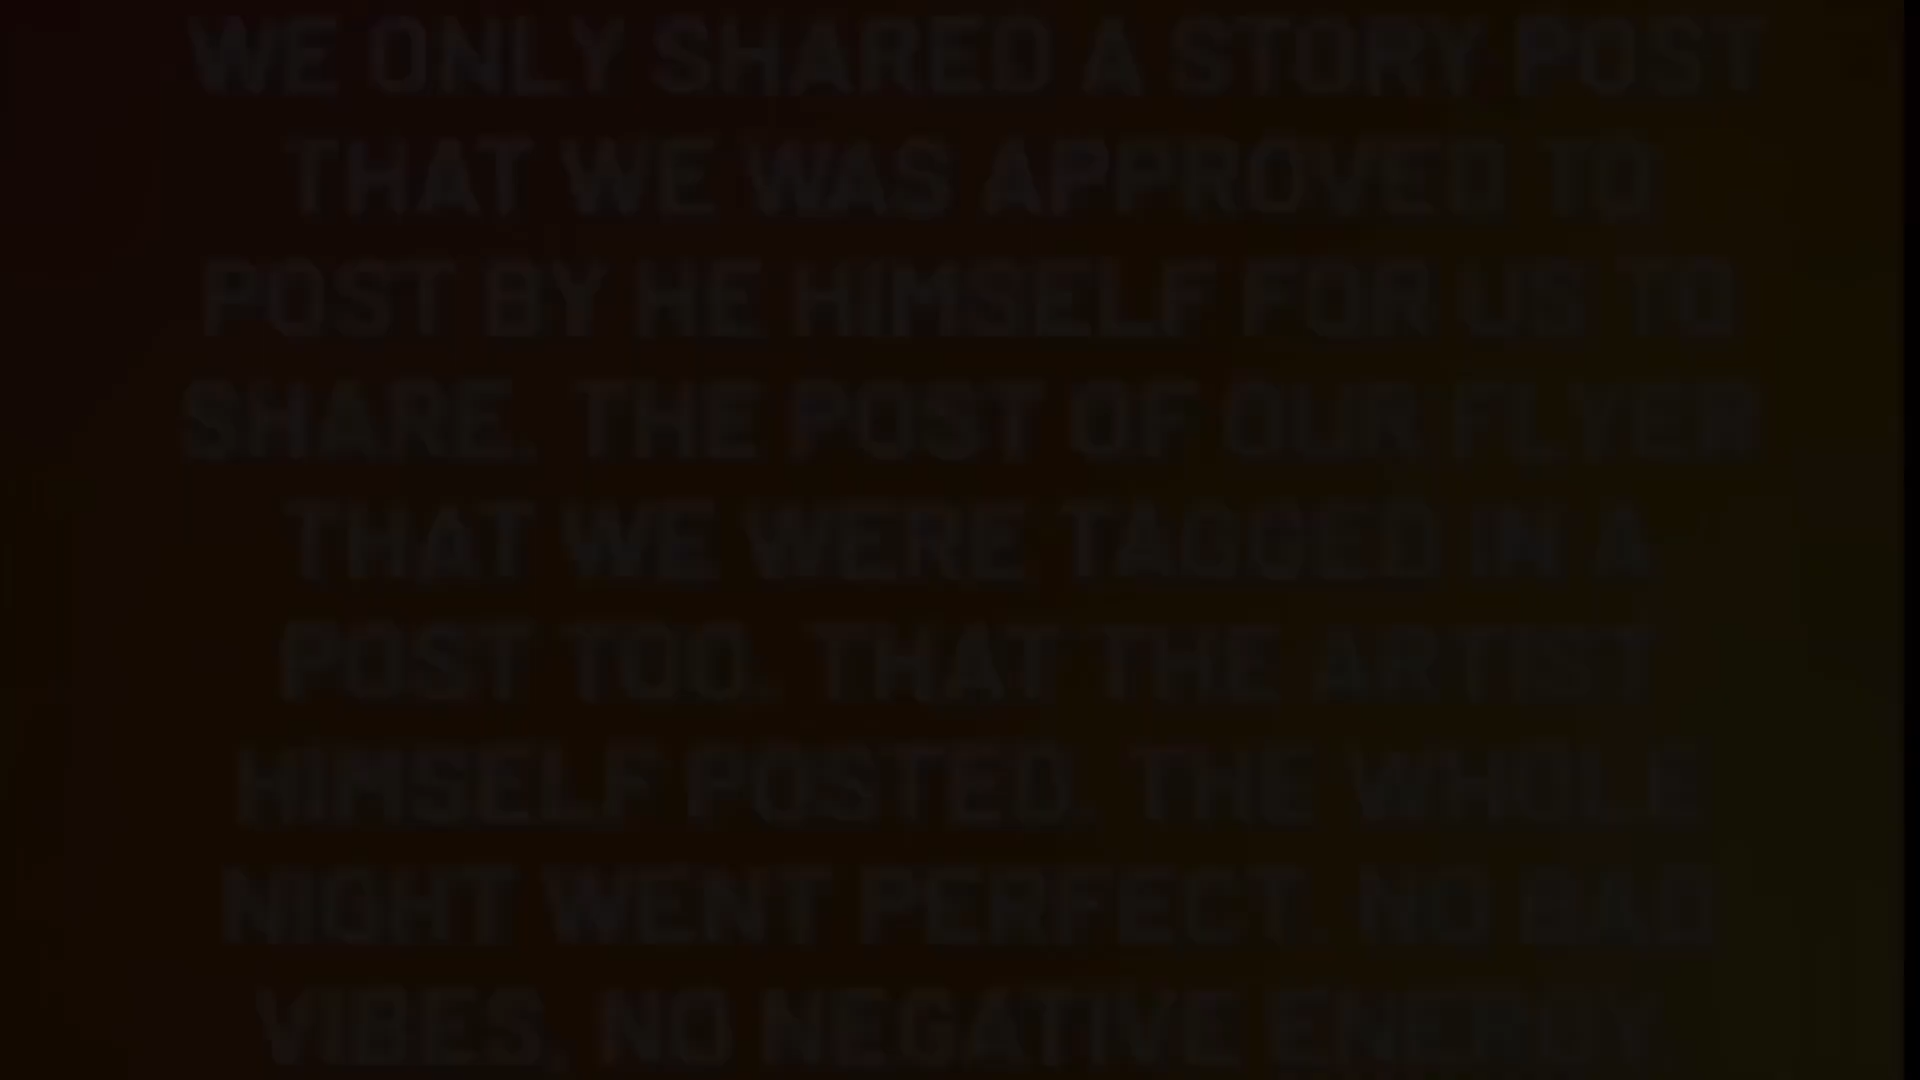 WE ONLY SHARED A STORY POST
THAT WE WAS APPROVED TO
POST BY HE HIMSELF FOR US TO
SHARE. THE POST OF OUR FLYER
THAT WE WERE TAGGED IN A
POST TOO. THAT THE ARTIST
HIMSELF POSTED. THE WHOLE
NIGHT WENT PERFECT. NO BAD
VIBES, NO NEGATIVE ENERGY